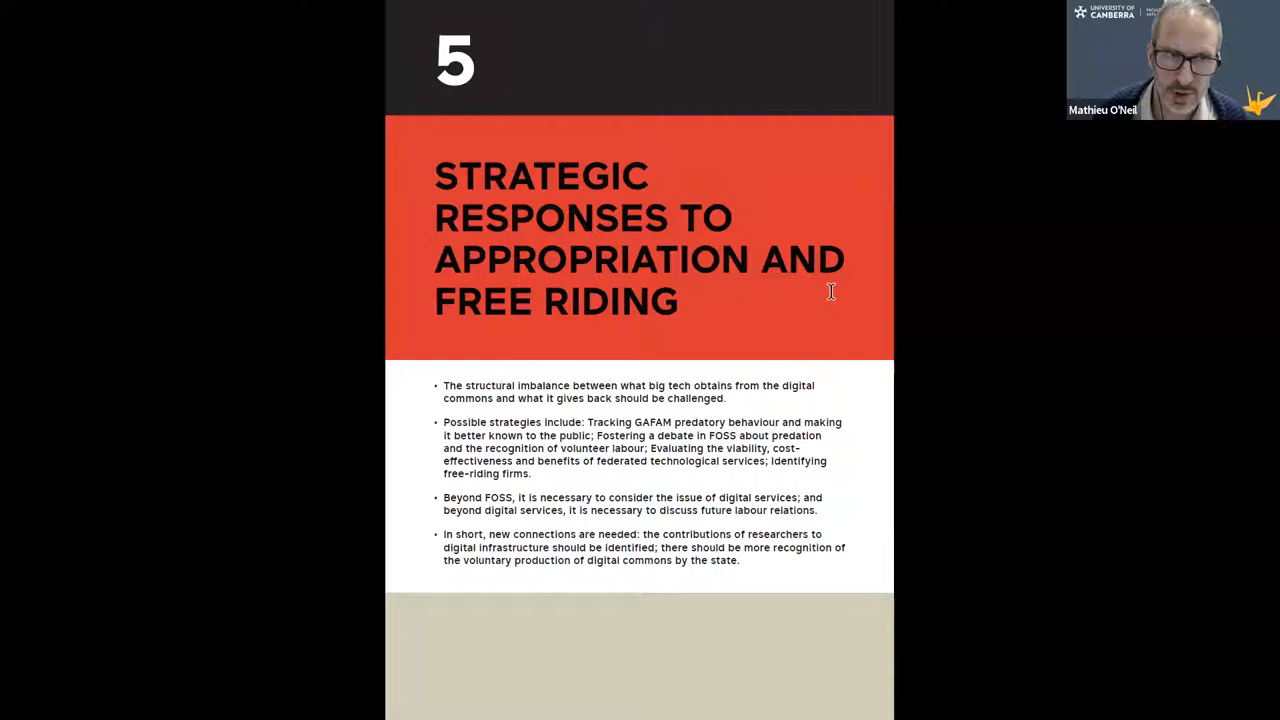 5
STRATEGIC
RESPONSES TO
APPROPRIATION AND
FREE RIDING
• The structural imbalance between what big tech obtains from the digital
commons and what it gives back should be challenged.
• Possible strategies include: Tracking GAFAM predatory behaviour and making
it better known to the public; Fostering a debate in FOSS about predation
and the recognition of volunteer labour; Evaluating the viability, cost-
effectiveness and benefits of federated technological services; Identifying
free-riding firms.
• Beyond FOSS, it is necessary to consider the issue of digital services; and
beyond digital services, it is necessary to discuss future labour relations.
• In short, new connections are needed: the contributions of researchers to
digital infrastructure should be identified; there should be more recognition of
the voluntary production of digital commons by the state.
UNIVERSITY OF
CANBERRA
Mathieu O'Neil